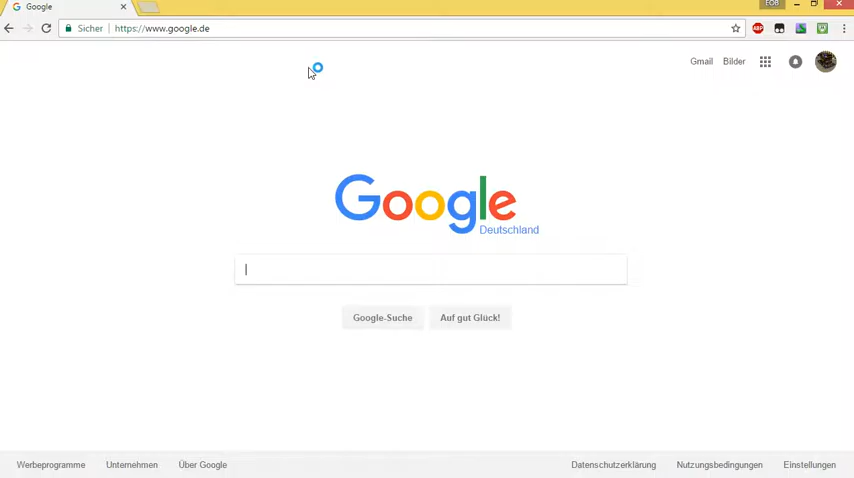 Google
FOB
Sicher
https://www.google.de
ABP
Gmail Bilder
Google
Deutschland
Google-Suche Auf gut Glück!
Werbeprogramme Unternehmen Über Google Datenschutzerklärung Nutzungsbedingungen Einstellungen